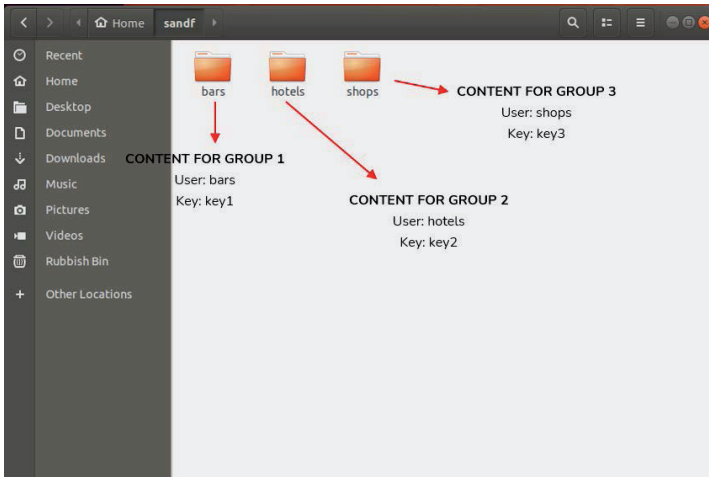 Home sandf
Recent
Home
Desktop
Documents
Downloads
Music
Pictures
Videos
Rubbish Bin
+ Other Locations
bars hotels shops
CONTENT FOR GROUP 3
User: shops
Key: key3
CONTENT FOR GROUP 1
User: bars
Key: key1
CONTENT FOR GROUP 2
User: hotels
Key: key2